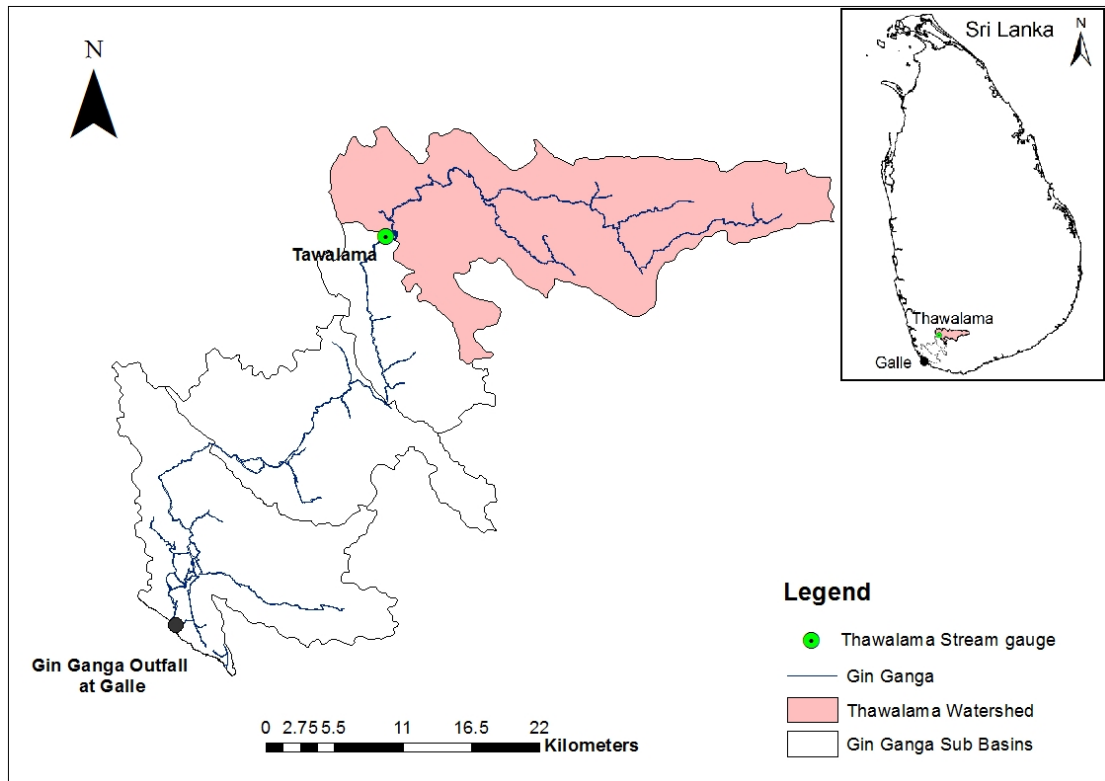 N
Sri Lanka
N
Tawalama
Thawalama
Galle
Gin Ganga Outfall
at Galle
0 2.75 5.5 11 16.5 22
Kilometers
Legend
Thawalama Stream gauge
Gin Ganga
Thawalama Watershed
Gin Ganga Sub Basins